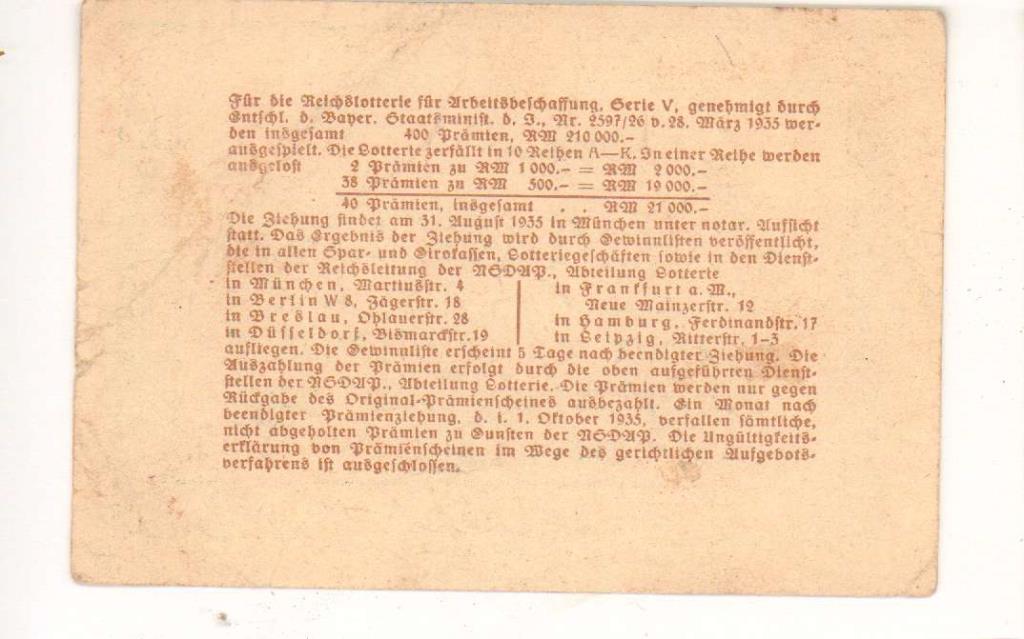 Für die Reichslotterie für Arbeitsbeschaffung, Serie V, genehmigt durch
Entschl. d. Bayer. Staatsminist. d. J., Nr. 2597/26 v. 28. März 1935 wer-
den insgesamt 400 Prämien, RM 210 000.-
ausgespielt. Die Lotterie zerfällt in 10 Reihen A—K. In einer Reihe werden
ausgelost 2 Prämien zu RM 1 000.- = RM 2 000.-
38 Prämien zu RM 500.- = RM 19 000.-
40 Prämien, insgesamt . . RM 21 000.-
Die Ziehung findet am 31. August 1935 in München unter notar. Aufsicht
statt. Das Ergebnis der Ziehung wird durch Gewinnlisten veröffentlicht,
die in allen Spar- und Girokassen, Lotteriegeschäften sowie in den Dienst-
stellen der Reichsleitung der NSDAP., Abteilung Lotterie
in München, Martiusstr. 4
in Berlin W 8, Jägerstr. 18
in Breslau, Ohlauerstr. 28
in Düsseldorf, Bismarckstr. 19
in Frankfurt a. M.,
Neue Mainzerstr. 12
in Hamburg, Ferdinandstr. 17
in Leipzig, Ritterstr. 1-3
aufliegen. Die Gewinnliste erscheint 5 Tage nach beendigter Ziehung. Die
Auszahlung der Prämien erfolgt durch die oben aufgeführten Dienst-
stellen der NSDAP., Abteilung Lotterie. Die Prämien werden nur gegen
Rückgabe des Original-Prämienscheines ausbezahlt. Ein Monat nach
beendigter Prämienziehung, d. i. 1. Oktober 1935, verfallen sämtliche,
nicht abgeholten Prämien zu Gunsten der NSDAP. Die Ungültigkeits-
erklärung von Prämienscheinen im Wege des gerichtlichen Aufgebots-
verfahrens ist ausgeschlossen.